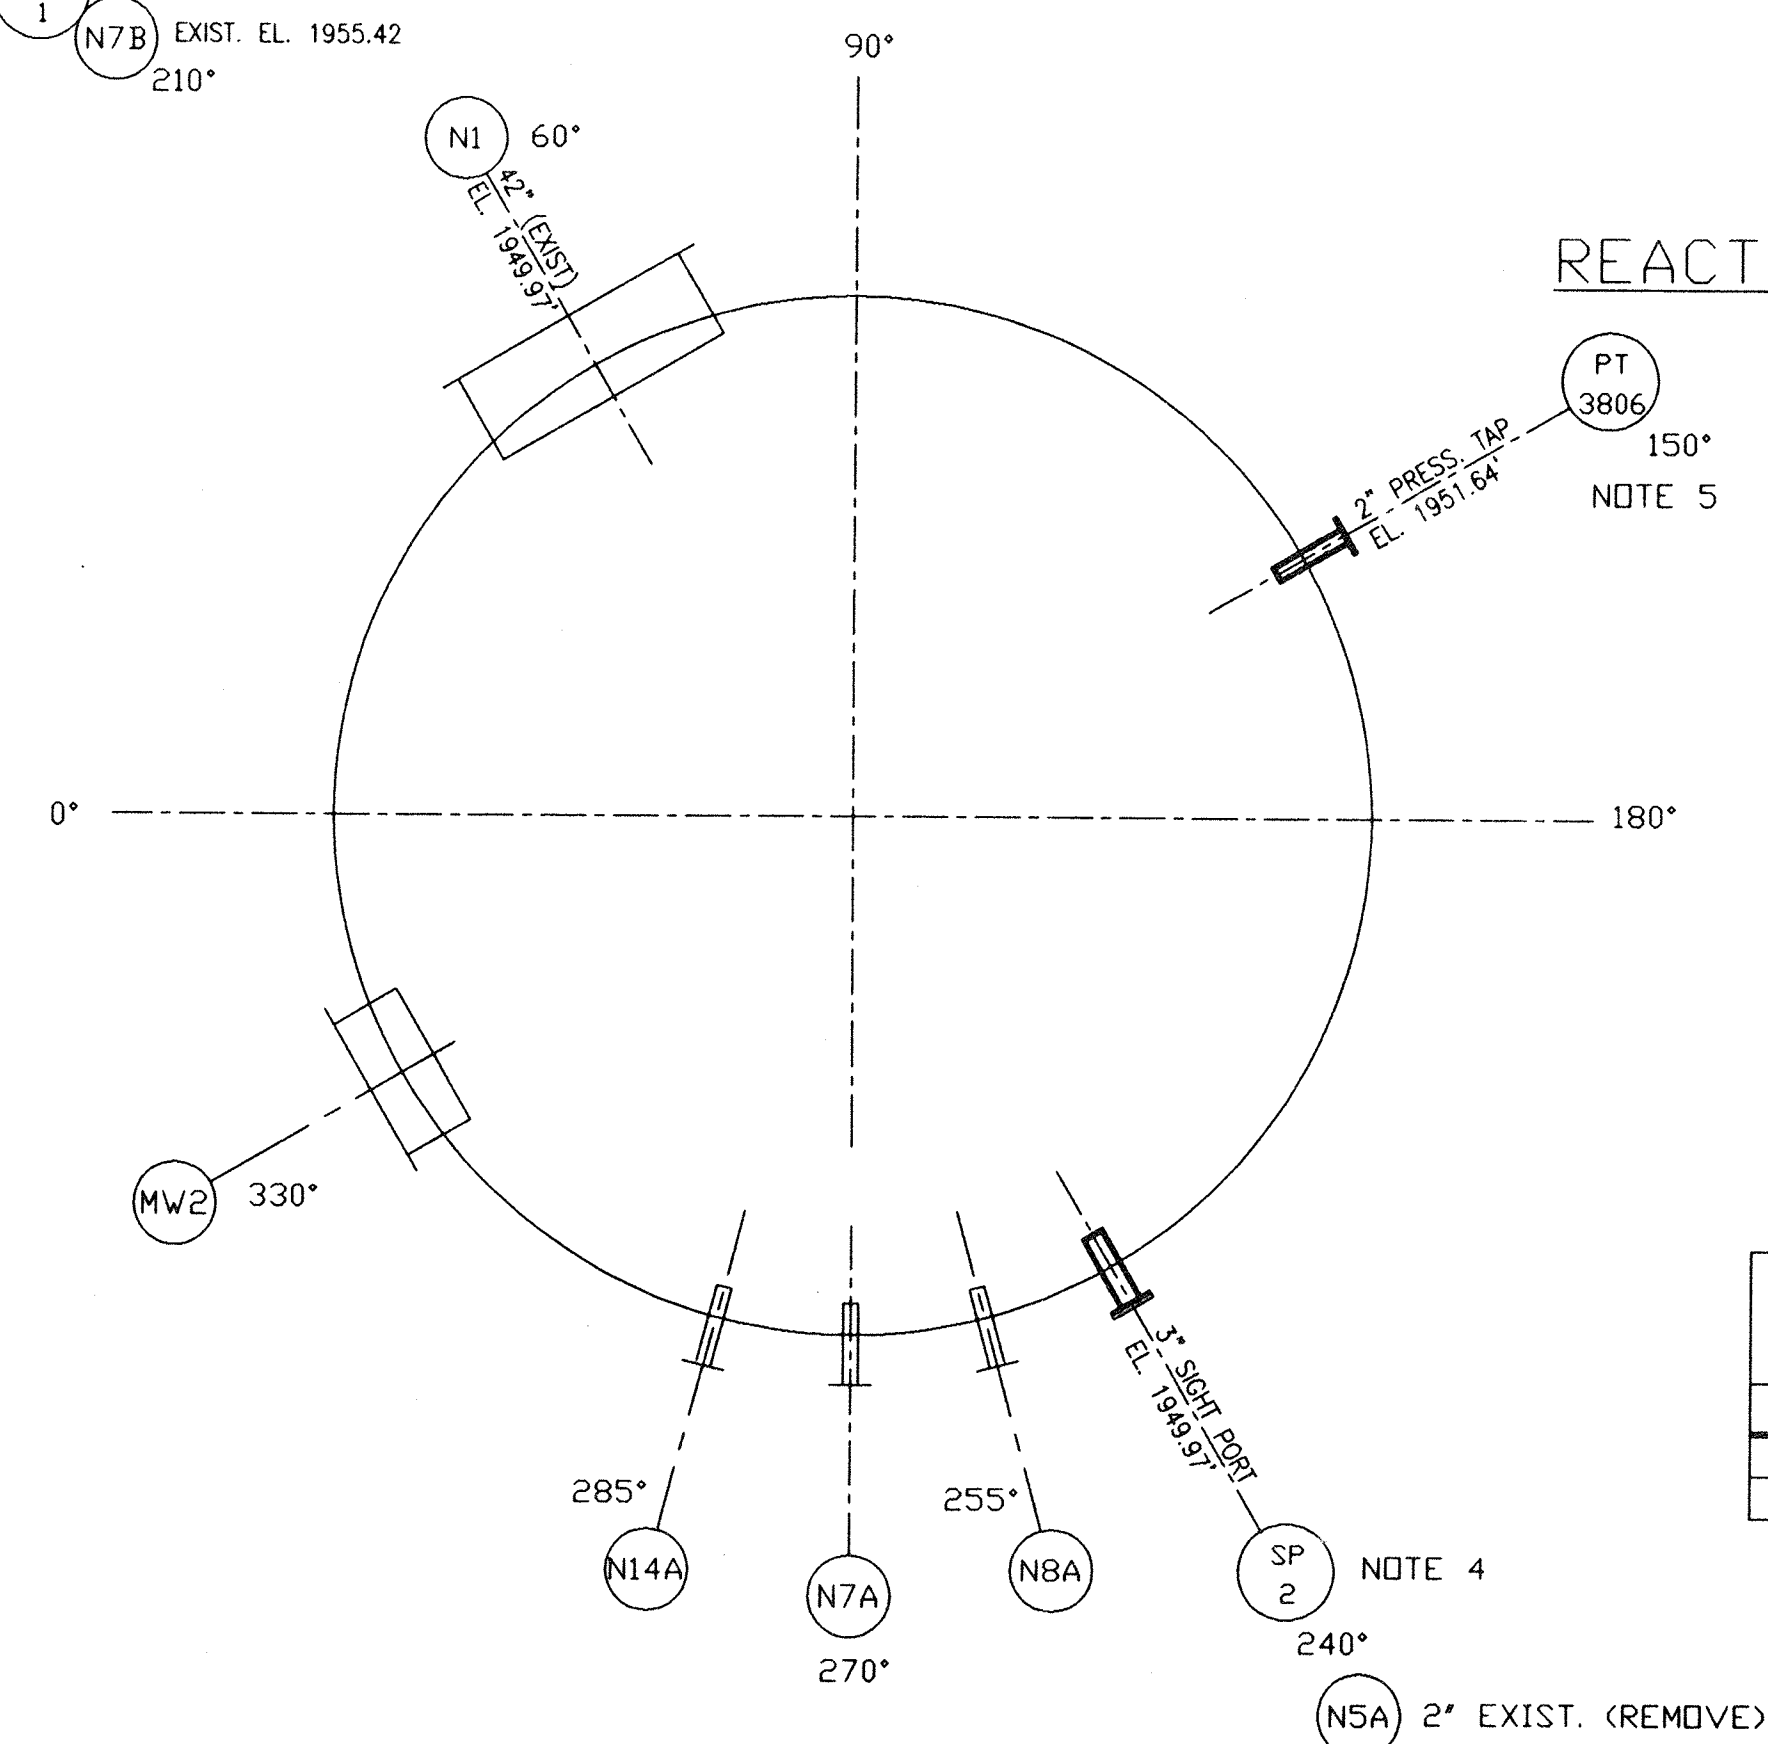 1
N7B EXIST. EL. 1955.42
210°
90°
N1 60°
42" (EXIST)
EL. 1949.97'
REACT
PT
3806
150°
NOTE 5
2" PRESS. TAP
EL. 1951.64'
0°
180°
MW2 330°
3" SIGHT PORT
EL. 1949.97'
285°
255°
N14A
N7A
N8A
SP
2
NOTE 4
240°
270°
N5A 2" EXIST. (REMOVE)